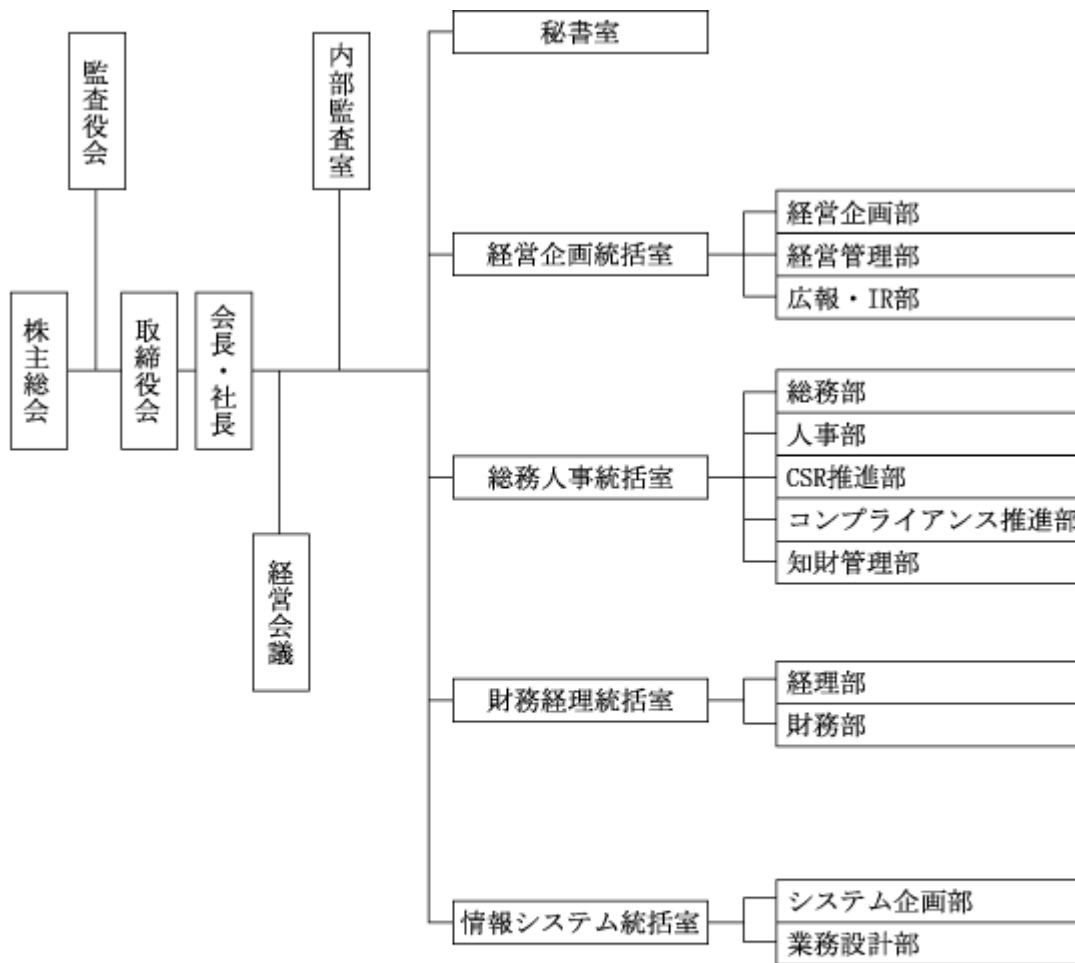 株主総会
監査役会
取締役会
会長・社長
経営会議
内部監査室
秘書室
経営企画統括室
経営企画部
経営管理部
広報・IR部
総務人事統括室
総務部
人事部
CSR推進部
コンプライアンス推進部
知財管理部
財務経理統括室
経理部
財務部
情報システム統括室
システム企画部
業務設計部